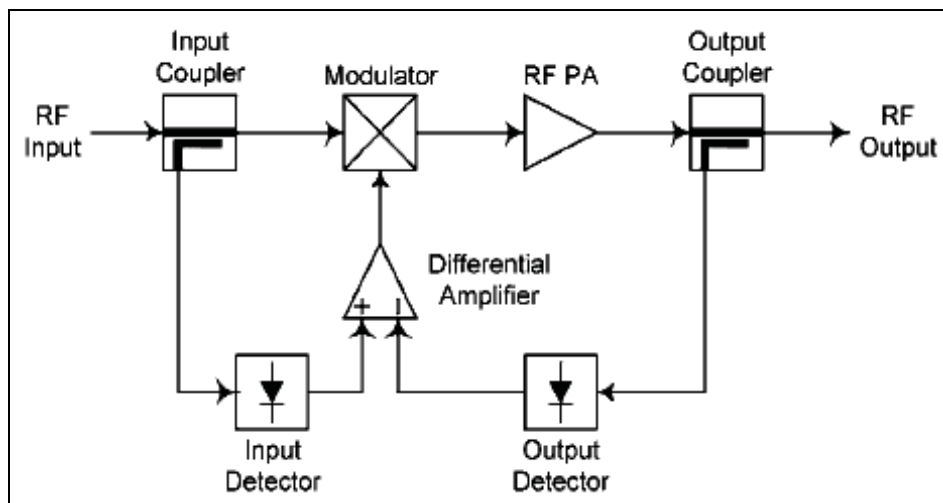 Input
Coupler
Modulator
RF PA
Output
Coupler
RF
Input
RF
Output
Differential
Amplifier
+ –
Input
Detector
Output
Detector